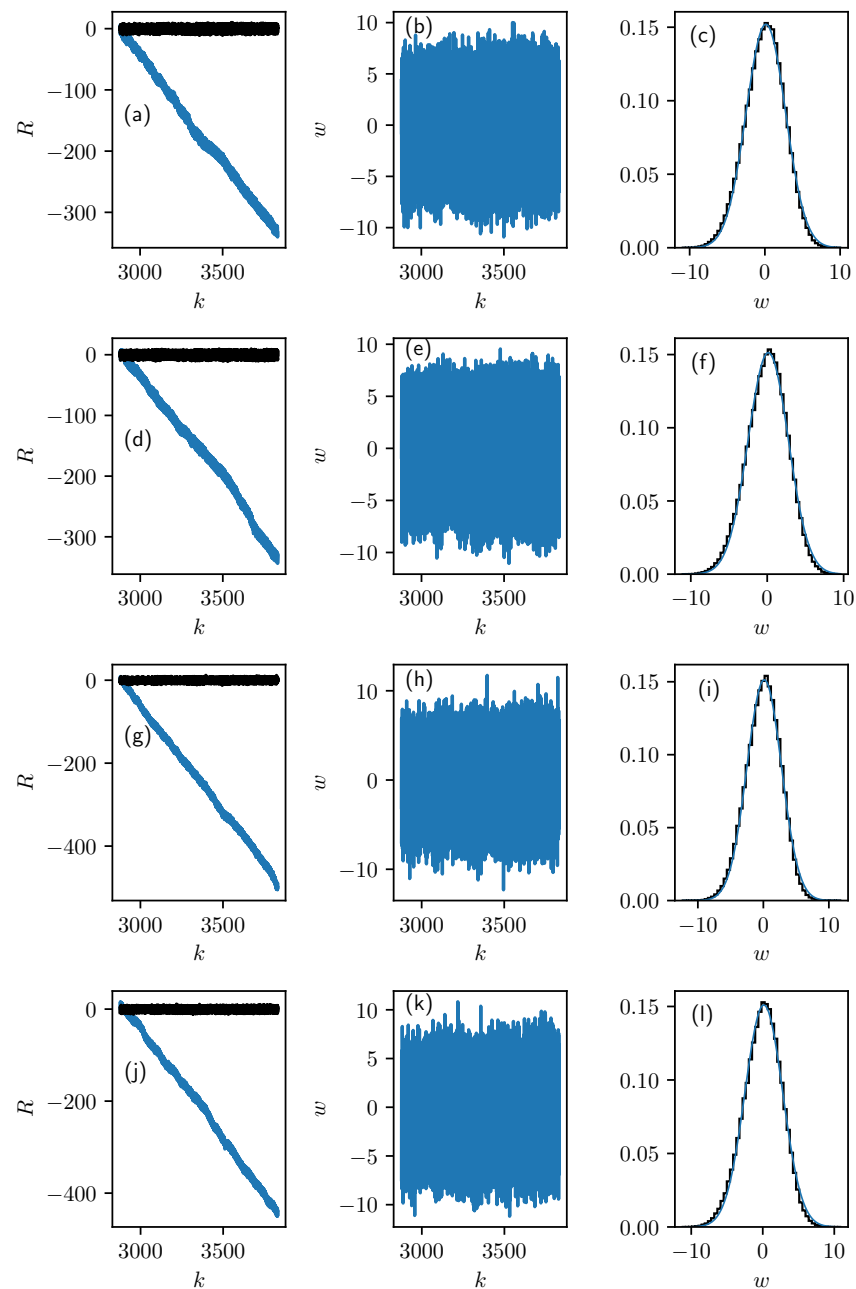 0
−100
−200
−300
R
(a)
3000 3500
k
10
5
0
−5
−10
w
(b)
k
3000 3500
0.15
0.10
0.05
0.00
(c)
−10 0 10
w
0
−100
−200
−300
R
(d)
3000 3500
k
10
5
0
−5
−10
w
(e)
3000 3500
k
0.15
0.10
0.05
0.00
(f)
−10 0 10
w
0
−200
−400
R
(g)
3000 3500
k
10
0
−10
w
(h)
3000 3500
k
0.15
0.10
0.05
0.00
(i)
−10 0 10
w
0
−200
−400
R
(j)
3000 3500
k
10
5
0
−5
−10
w
(k)
3000 3500
k
0.15
0.10
0.05
0.00
(l)
−10 0 10
w